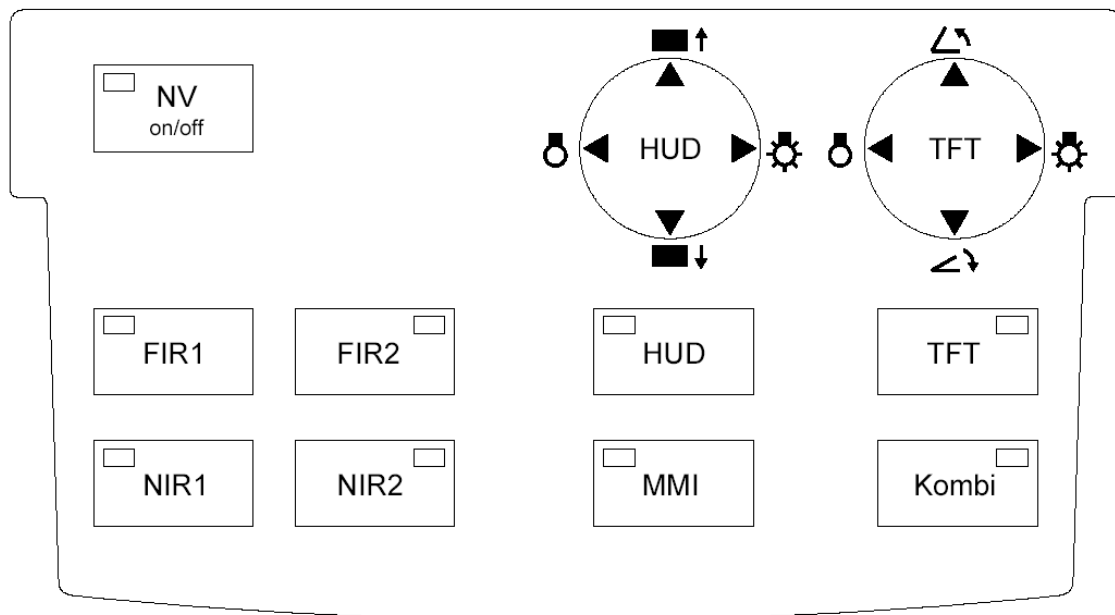 NV
on/off
HUD
TFT
FIR1
FIR2
HUD
TFT
NIR1
NIR2
MMI
Kombi